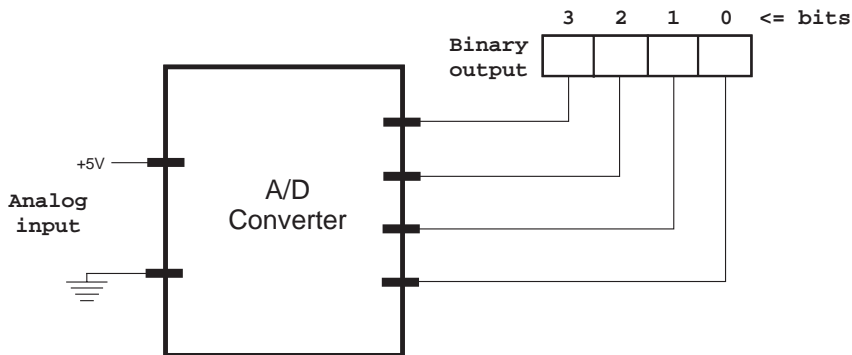 3 2 1 0 <= bits
Binary
output
+5V
A/D
Converter
Analog
input